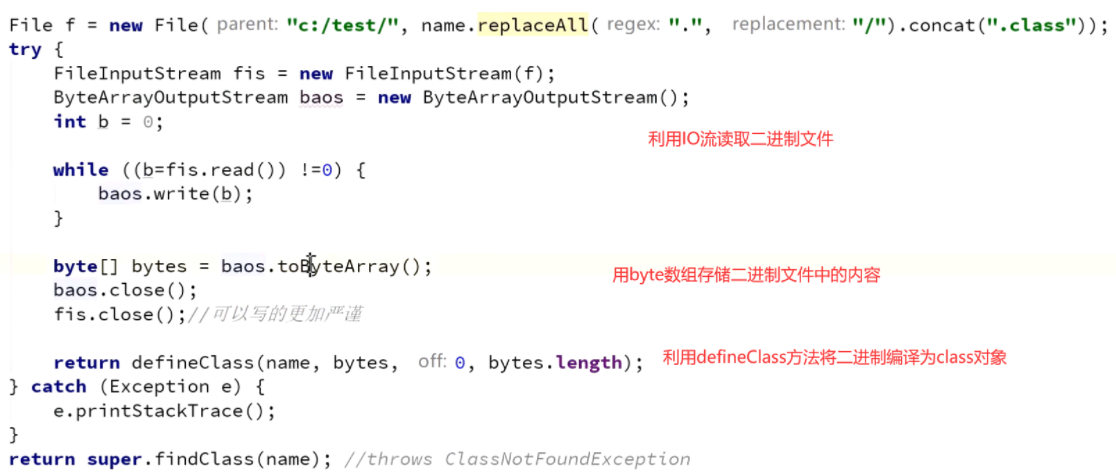 File f = new File( parent: "c:/test/", name.replaceAll( regex: ".", replacement: "/").concat(".class"));
try {
FileInputStream fis = new FileInputStream(f);
ByteArrayOutputStream baos = new ByteArrayOutputStream();
int b = 0;
利用IO流读取二进制文件
while ((b=fis.read()) !=0) {
baos.write(b);
}
byte[] bytes = baos.toByteArray();
用byte数组存储二进制文件中的内容
baos.close();
fis.close();//可以写的更加严谨
return defineClass(name, bytes, off: 0, bytes.length);
利用defineClass方法将二进制编译为class对象
} catch (Exception e) {
e.printStackTrace();
}
return super.findClass(name); //throws ClassNotFoundException